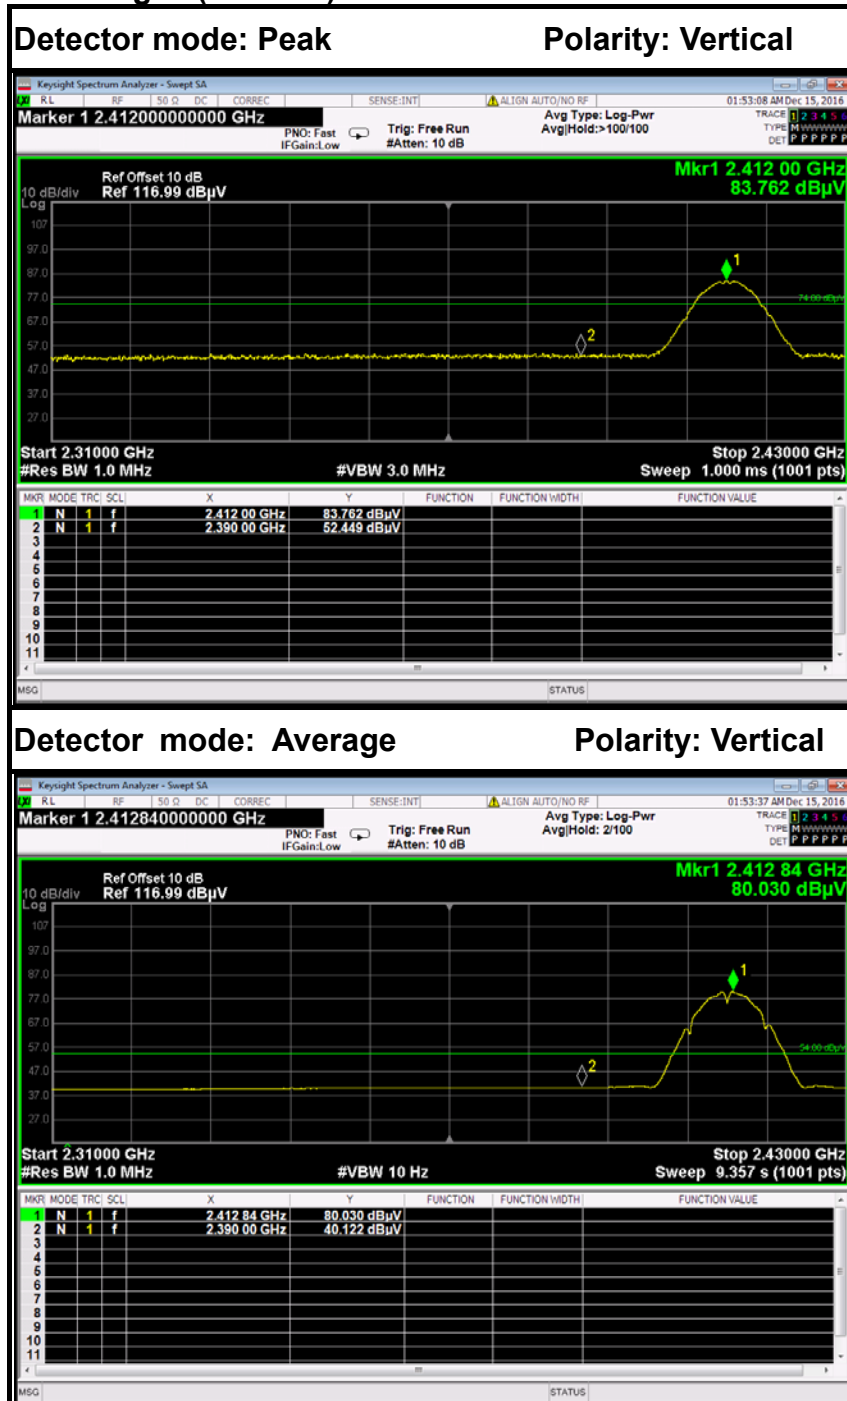 Detector mode: Peak Polarity: Vertical
Keysight Spectrum Analyzer - Swept SA
LXI RL RF 50 Ω DC CORREC SENSE:INT ALIGN AUTO/NO RF 01:53:08 AM Dec 15, 2016
Marker 1 2.412000000000 GHz
PNO: Fast
IFGain:Low
Trig: Free Run
#Atten: 10 dB
Avg Type: Log-Pwr
Avg|Hold:>100/100
TRACE 1 2 3 4 5 6
TYPE M WWWWW
DET P P P P P P
Mkr1 2.412 00 GHz
83.762 dBµV
Ref Offset 10 dB
10 dB/div Ref 116.99 dBµV
Log
107
97.0
87.0
77.0
67.0
57.0
47.0
37.0
27.0
1
74.00 dBµV
2
Start 2.31000 GHz Stop 2.43000 GHz
#Res BW 1.0 MHz #VBW 3.0 MHz Sweep 1.000 ms (1001 pts)
MKR MODE TRC SCL X Y FUNCTION FUNCTION WIDTH FUNCTION VALUE
1 N 1 f 2.412 00 GHz 83.762 dBµV
2 N 1 f 2.390 00 GHz 52.449 dBµV
3
4
5
6
7
8
9
10
11
MSG STATUS
Detector mode: Average Polarity: Vertical
Keysight Spectrum Analyzer - Swept SA
LXI RL RF 50 Ω DC CORREC SENSE:INT ALIGN AUTO/NO RF 01:53:37 AM Dec 15, 2016
Marker 1 2.412840000000 GHz
PNO: Fast
IFGain:Low
Trig: Free Run
#Atten: 10 dB
Avg Type: Log-Pwr
Avg|Hold: 2/100
TRACE 1 2 3 4 5 6
TYPE M WWWWW
DET P P P P P P
Mkr1 2.412 84 GHz
80.030 dBµV
Ref Offset 10 dB
10 dB/div Ref 116.99 dBµV
Log
107
97.0
87.0
77.0
67.0
57.0
47.0
37.0
27.0
1
54.00 dBµV
2
Start 2.31000 GHz Stop 2.43000 GHz
#Res BW 1.0 MHz #VBW 10 Hz Sweep 9.357 s (1001 pts)
MKR MODE TRC SCL X Y FUNCTION FUNCTION WIDTH FUNCTION VALUE
1 N 1 f 2.412 84 GHz 80.030 dBµV
2 N 1 f 2.390 00 GHz 40.122 dBµV
3
4
5
6
7
8
9
10
11
MSG STATUS